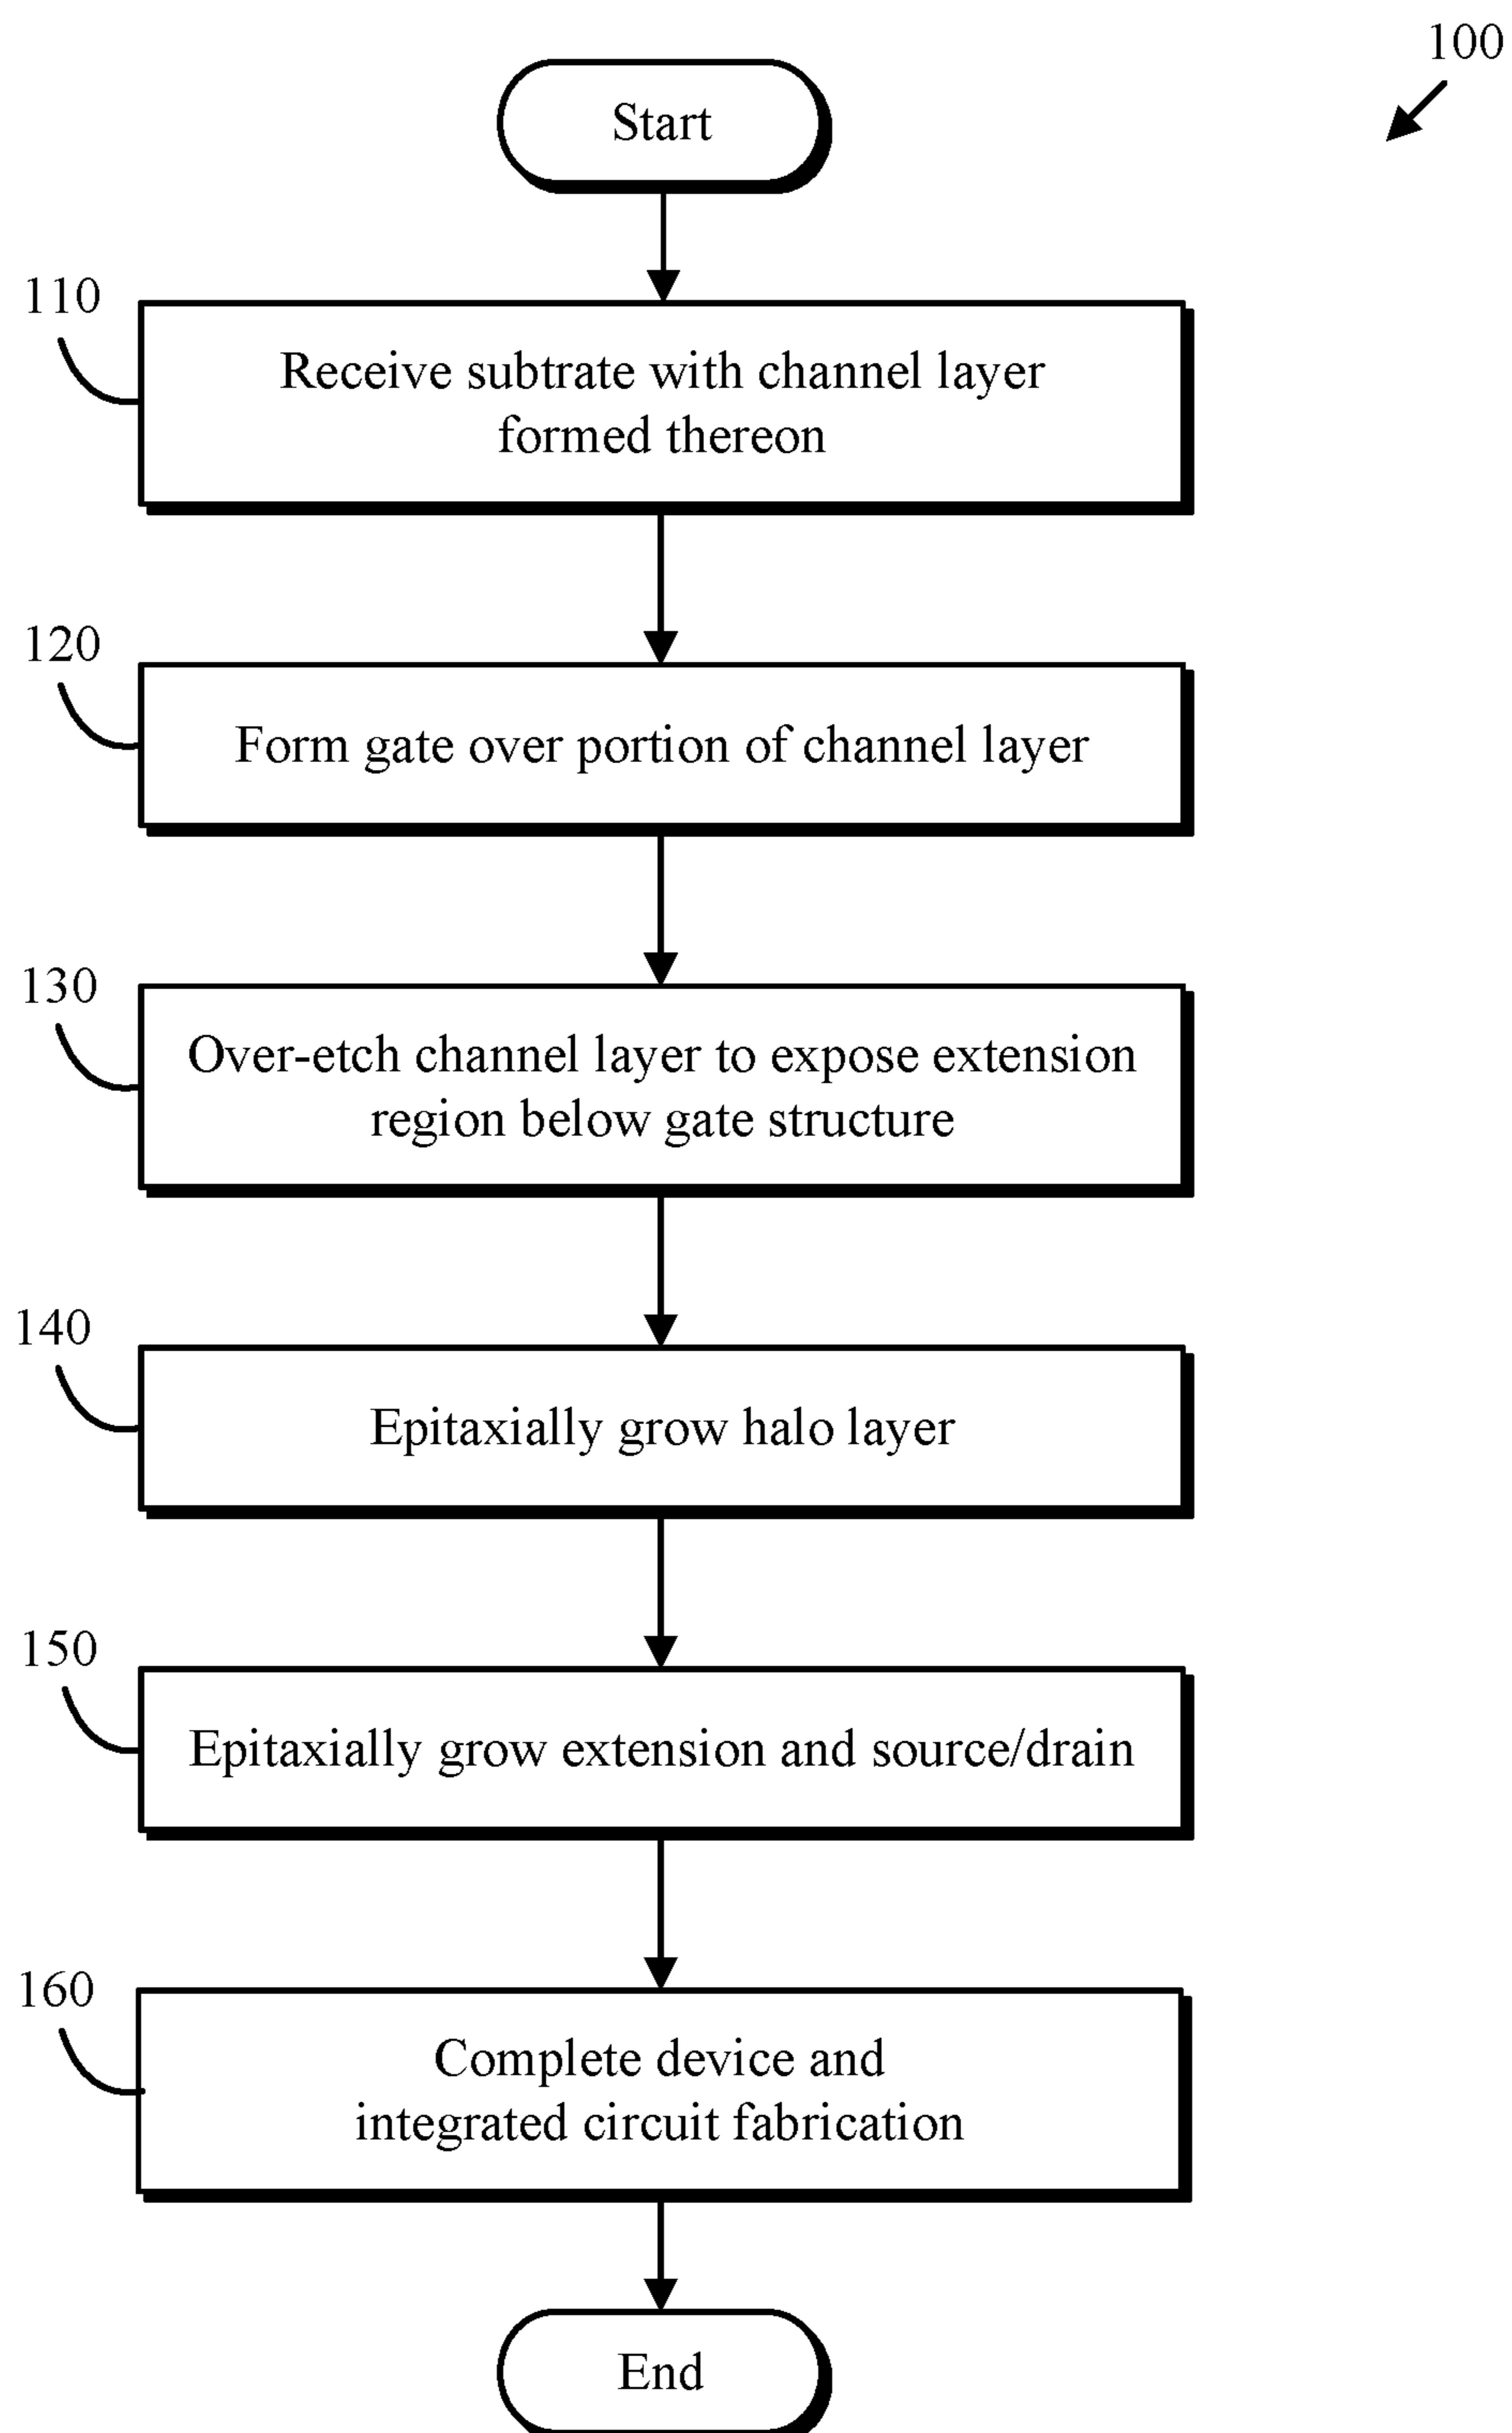 100
Start
110
Receive subtrate with channel layer
formed thereon
120
Form gate over portion of channel layer
130
Over-etch channel layer to expose extension
region below gate structure
140
Epitaxially grow halo layer
150
Epitaxially grow extension and source/drain
160
Complete device and
integrated circuit fabrication
End